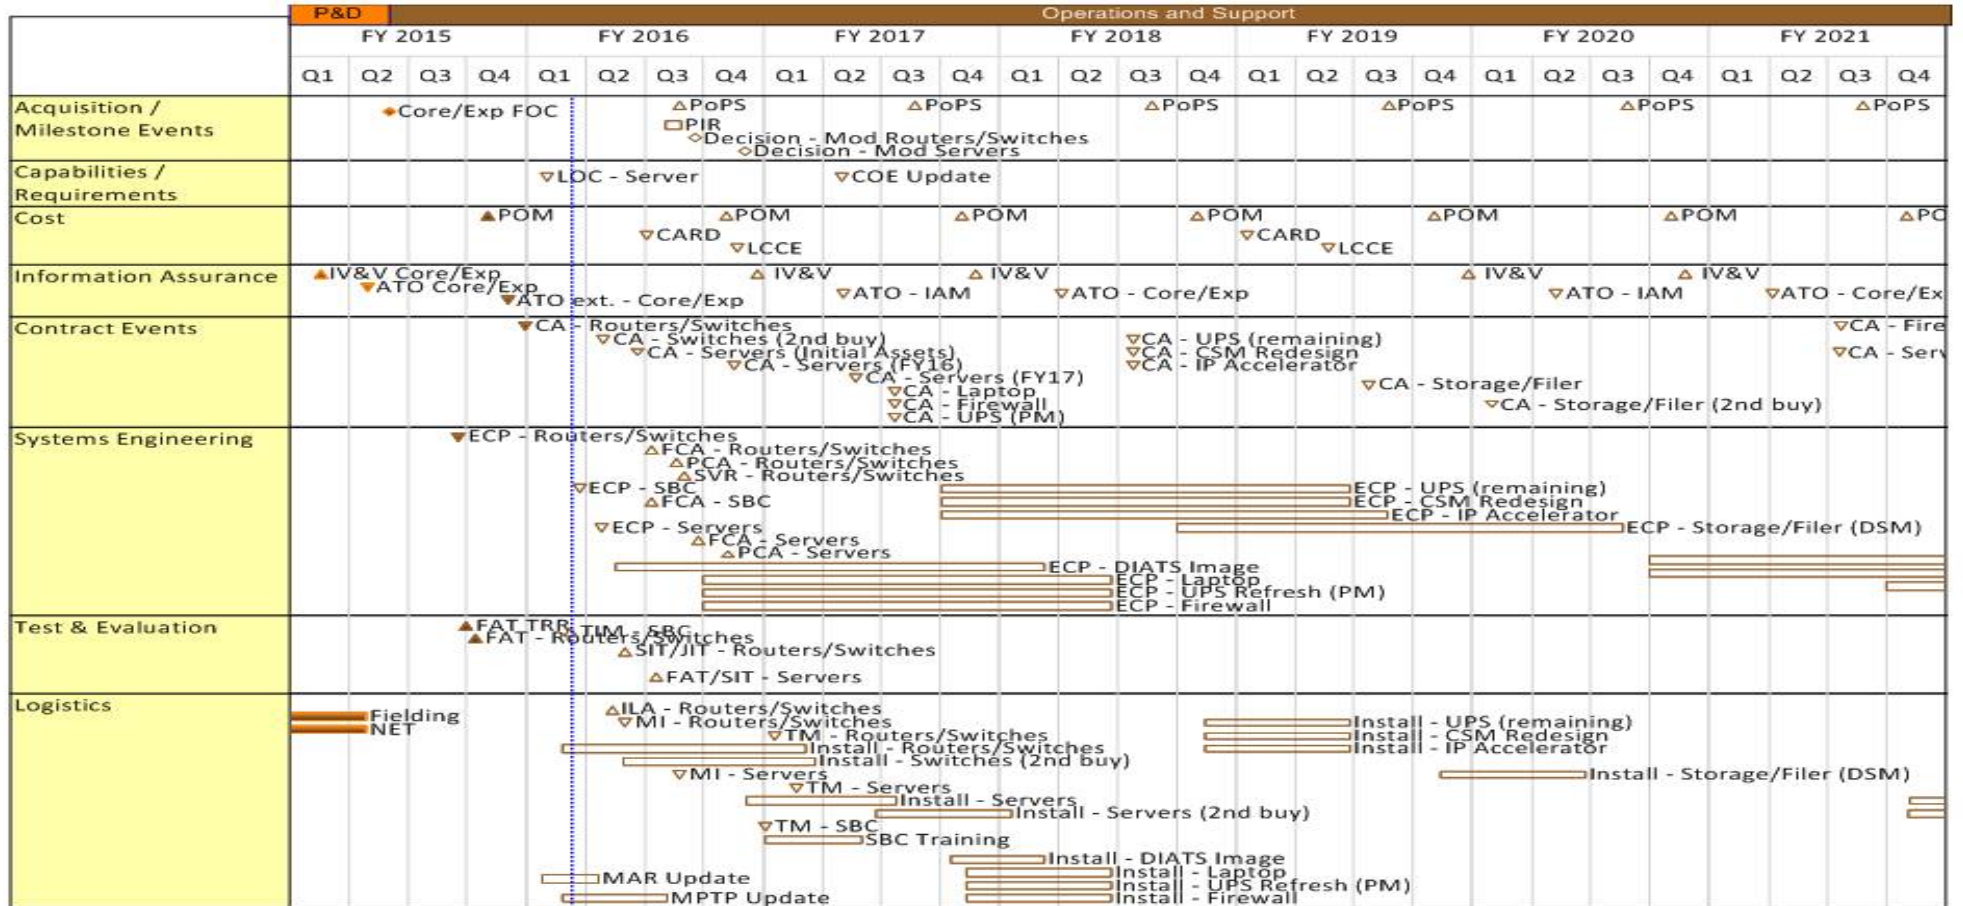 P&D Operations and Support
FY 2015 FY 2016 FY 2017 FY 2018 FY 2019 FY 2020 FY 2021
Q1 Q2 Q3 Q4 Q1 Q2 Q3 Q4 Q1 Q2 Q3 Q4 Q1 Q2 Q3 Q4 Q1 Q2 Q3 Q4 Q1 Q2 Q3 Q4 Q1 Q2 Q3 Q4
Acquisition /
Milestone Events
PoPS PoPS PoPS PoPS PoPS PoPS
Core/Exp FOC
PIR
Decision - Mod Routers/Switches
Decision - Mod Servers
Capabilities /
Requirements
LOC - Server COE Update
Cost
POM POM POM POM POM POM PO
CARD CARD
LCCE LCCE
Information Assurance
IV&V Core/Exp IV&V IV&V IV&V IV&V
ATO Core/Exp ATO - IAM ATO - Core/Exp ATO - IAM ATO - Core/Ex
ATO ext. - Core/Exp
Contract Events
CA - Routers/Switches CA - Fire
CA - Switches (2nd buy) CA - UPS (remaining)
CA - Servers (Initial Assets) CA - CSM Redesign CA - Serv
CA - Servers (FY16) CA - IP Accelerator
CA - Servers (FY17)
CA - Storage/Filer
CA - Laptop
CA - Firewall CA - Storage/Filer (2nd buy)
CA - UPS (PM)
Systems Engineering
ECP - Routers/Switches
FCA - Routers/Switches
PCA - Routers/Switches
SVR - Routers/Switches
ECP - SBC ECP - UPS (remaining)
FCA - SBC ECP - CSM Redesign
ECP - IP Accelerator
ECP - Servers ECP - Storage/Filer (DSM)
FCA - Servers
PCA - Servers
ECP - DIATS Image
ECP - Laptop
ECP - UPS Refresh (PM)
ECP - Firewall
Test & Evaluation
FAT TRR TIM - SBC
FAT - Routers/Switches
SIT/JIT - Routers/Switches
FAT/SIT - Servers
Logistics
ILA - Routers/Switches
Fielding
MI - Routers/Switches Install - UPS (remaining)
NET
TM - Routers/Switches Install - CSM Redesign
Install - Routers/Switches Install - IP Accelerator
Install - Switches (2nd buy)
MI - Servers Install - Storage/Filer (DSM)
TM - Servers
Install - Servers
Install - Servers (2nd buy)
TM - SBC
SBC Training
Install - DIATS Image
Install - Laptop
MAR Update
Install - UPS Refresh (PM)
MPTP Update Install - Firewall